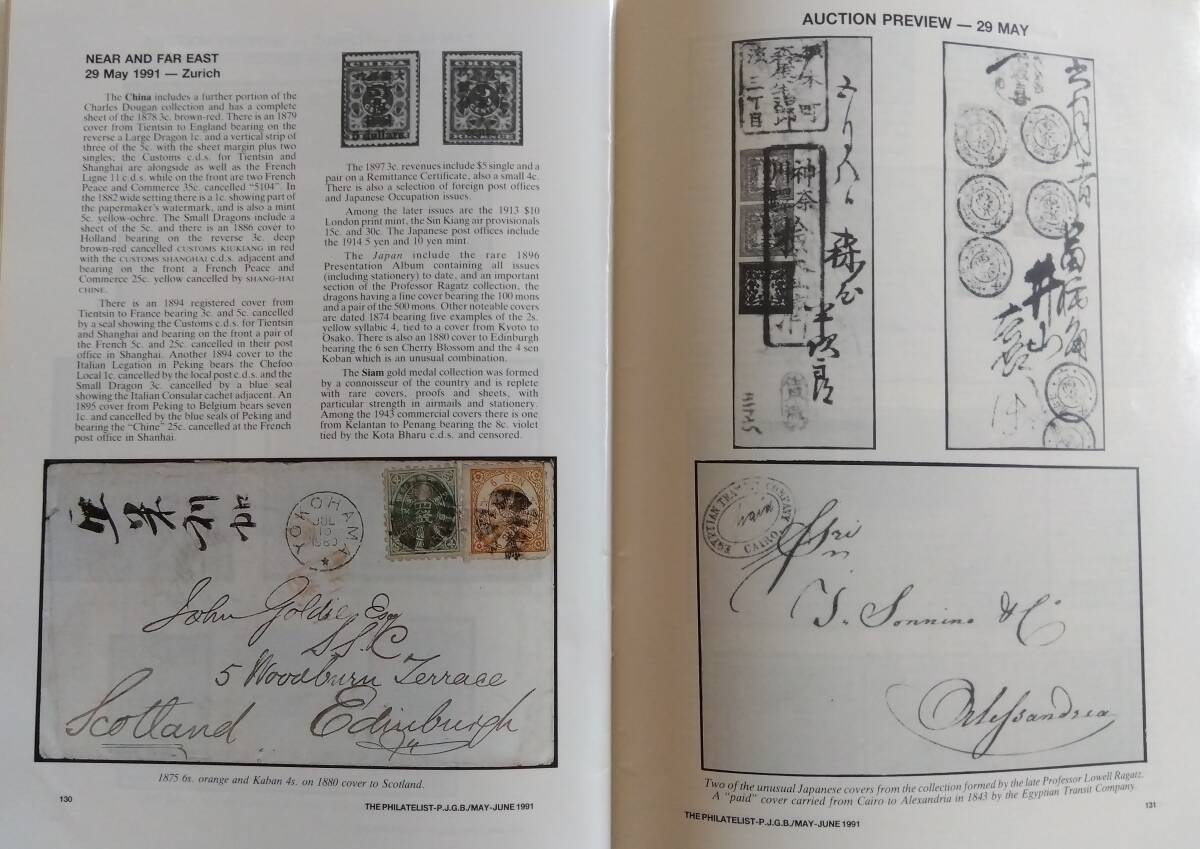 NEAR AND FAR EAST
29 May 1991 — Zurich
The China includes a further portion of the
Charles Dougan collection and has a complete
sheet of the 1878 3c. brown-red. There is an 1879
cover from Tientsin to England bearing on the
reverse a Large Dragon 1c. and a vertical strip of
three of the 5c. with the sheet margin plus two
singles; the Customs c.d.s. for Tientsin and
Shanghai are alongside as well as the French
Ligne 11 c.d.s. while on the front are two French
Peace and Commerce 35c. cancelled "5104". In
the 1882 wide setting there is a 1c. showing part
of the papermaker's watermark, and is also a mint
5c. yellow-ochre. The Small Dragons include a
sheet of the 5c. and there is an 1886 cover to
Holland bearing on the reverse 3c. deep
brown-red cancelled CUSTOMS KIUKIANG in red
with the CUSTOMS SHANGHAI c.d.s. adjacent and
bearing on the front a French Peace and
Commerce 25c. yellow cancelled by SHANG-HAI
CHINE.
There is an 1894 registered cover from
Tientsin to France bearing 3c. and 5c. cancelled
by a seal showing the Customs c.d.s. for Tientsin
and Shanghai and bearing on the front a pair of
the French 5c. and 25c. cancelled in their post
office in Shanghai. Another 1894 cover to the
Italian Legation in Peking bears the Chefoo
Local 1c. cancelled by the local post c.d.s. and the
Small Dragon 3c. cancelled by a blue seal
showing the Italian Consular cachet adjacent. An
1895 cover from Peking to Belgium bears seven
1c. and cancelled by the blue seals of Peking and
bearing the "Chine" 25c. cancelled at the French
post office in Shanhai.
CHINA
5 dollars.
CHINA
The 1897 3c. revenues include $5 single and a
pair on a Remittance Certificate, also a small 4c.
There is also a selection of foreign post offices
and Japanese Occupation issues.
Among the later issues are the 1913 $10
London print mint, the Sin Kiang air provisionals
15c. and 30c. The Japanese post offices include
the 1914 5 yen and 10 yen mint.
The Japan include the rare 1896
Presentation Album containing all issues
(including stationery) to date, and an important
section of the Professor Ragatz collection, the
dragons having a fine cover bearing the 100 mons
and a pair of the 500 mons. Other noteable covers
are dated 1874 bearing five examples of the 2s.
yellow syllabic 4, tied to a cover from Kyoto to
Osako. There is also an 1880 cover to Edinburgh
bearing the 6 sen Cherry Blossom and the 4 sen
Koban which is an unusual combination.
The Siam gold medal collection was formed
by a connoisseur of the country and is replete
with rare covers, proofs and sheets, with
particular strength in airmails and stationery.
Among the 1943 commercial covers there is one
from Kelantan to Penang bearing the 8c. violet
tied by the Kota Bharu c.d.s. and censored.
YOKOHAMA
JUL
6 SEN
John Goldie Esq
S.S.C
5 Woodburn Terrace
Edinburgh
Scotland
1875 6s. orange and Kaban 4s. on 1880 cover to Scotland.
130
THE PHILATELIST-P.J.G.B./MAY-JUNE 1991
AUCTION PREVIEW — 29 MAY
三丁目
神奈
井山
EGYPTIAN TRANSIT COMPANY
CAIRO
J. Sonnino & C
Alessandria
Two of the unusual Japanese covers from the collection formed by the late Professor Lowell Ragatz.
A "paid" cover carried from Cairo to Alexandria in 1843 by the Egyptian Transit Company.
THE PHILATELIST-P.J.G.B./MAY-JUNE 1991
131